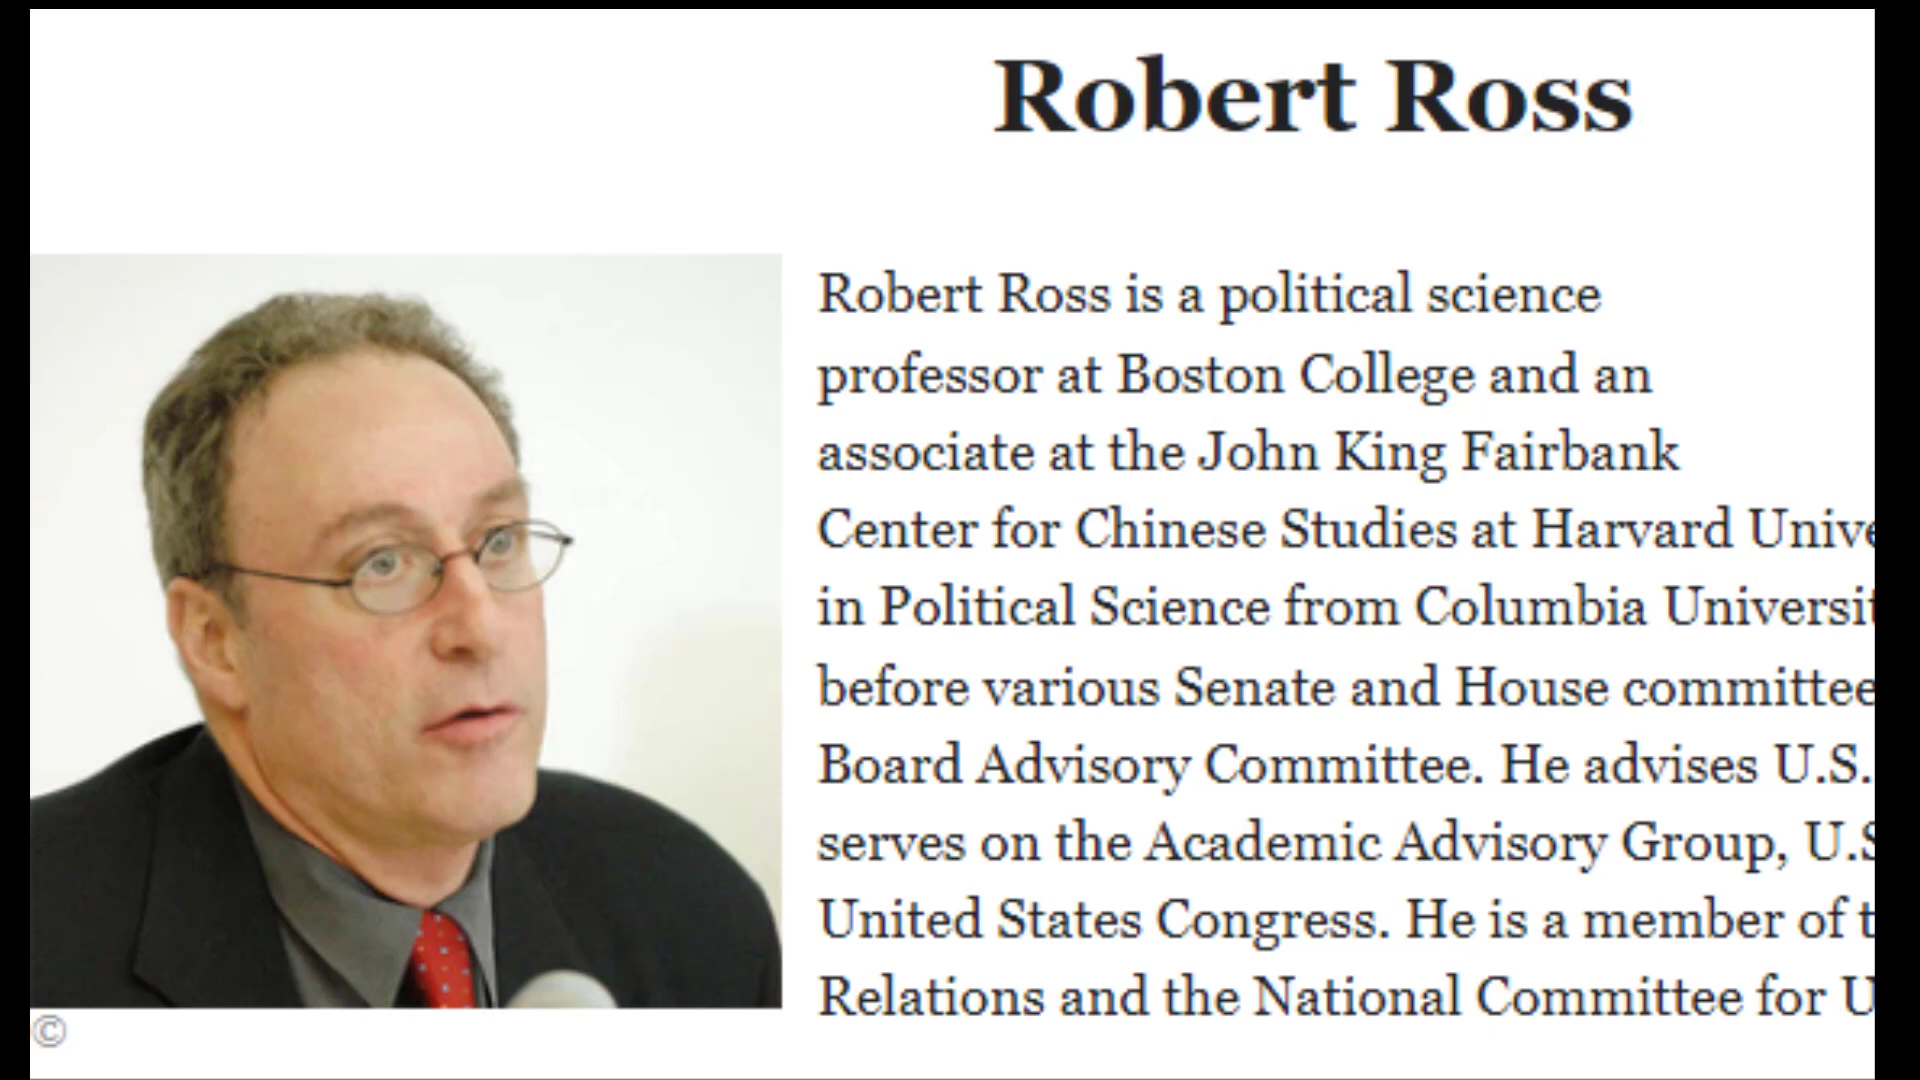 Robert Ross
Robert Ross is a political science
professor at Boston College and an
associate at the John King Fairbank
Center for Chinese Studies at Harvard Unive
in Political Science from Columbia Universit
before various Senate and House committee
Board Advisory Committee. He advises U.S.
serves on the Academic Advisory Group, U.S
United States Congress. He is a member of t
Relations and the National Committee for U
©